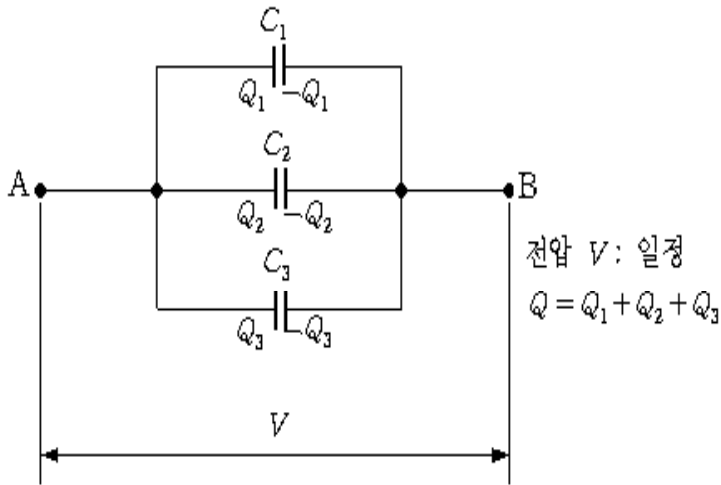 C₁
Q₁ -Q₁
C₂
A B
Q₂ -Q₂
C₃
전압 V : 일정
Q = Q₁ + Q₂ + Q₃
Q₃ -Q₃
V